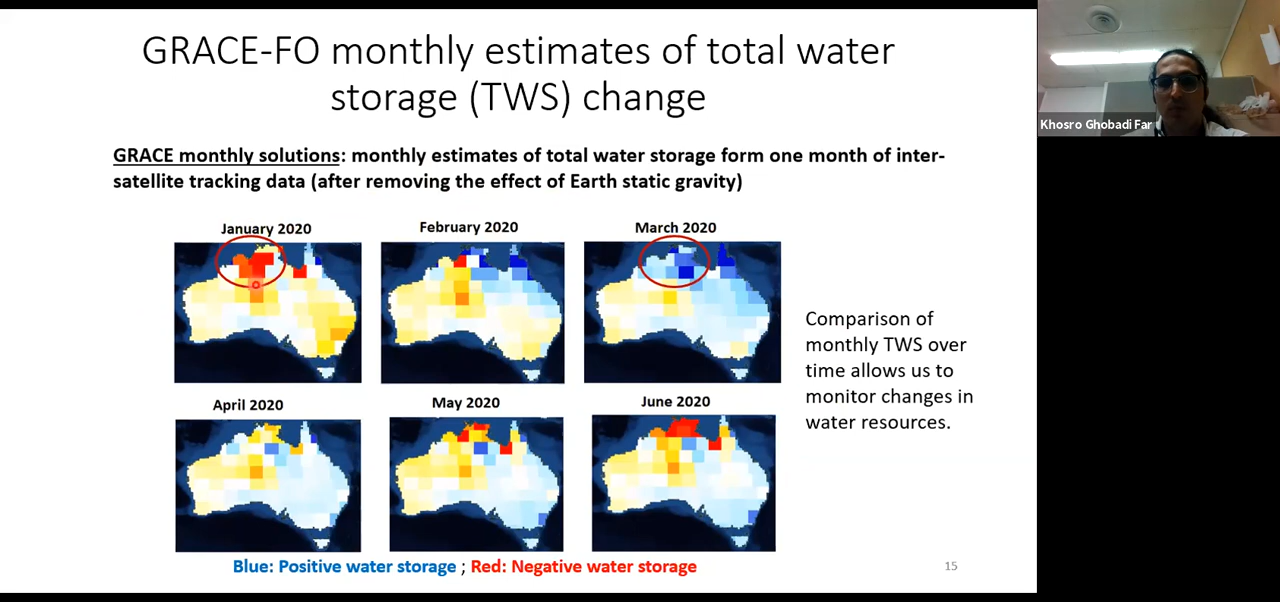 GRACE-FO monthly estimates of total water
storage (TWS) change
GRACE monthly solutions: monthly estimates of total water storage form one month of inter-
satellite tracking data (after removing the effect of Earth static gravity)
January 2020
February 2020
March 2020
April 2020
May 2020
June 2020
Comparison of
monthly TWS over
time allows us to
monitor changes in
water resources.
Blue: Positive water storage ; Red: Negative water storage
15
Khosro Ghobadi Far